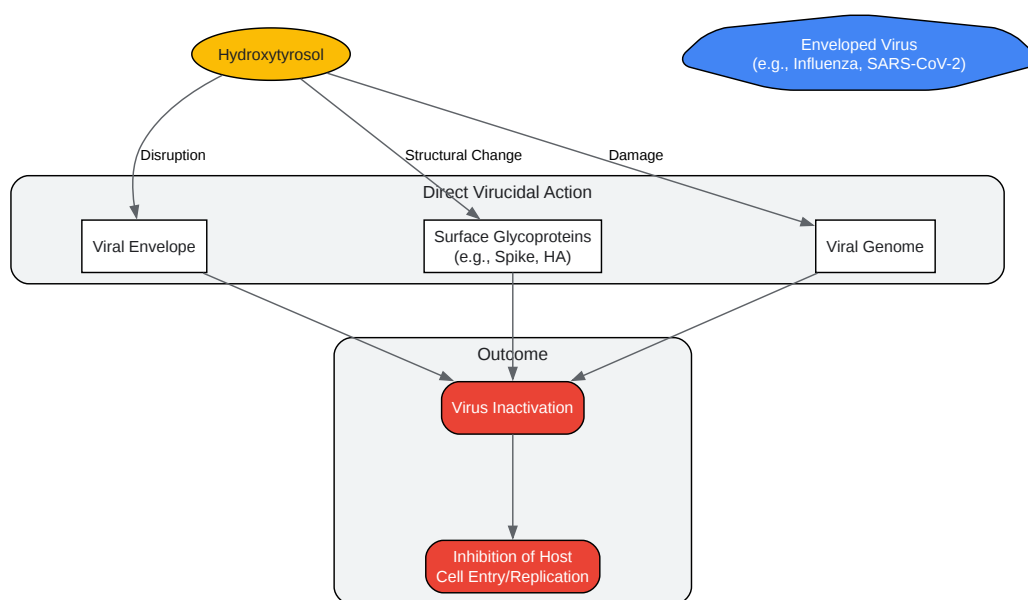 Hydroxytyrosol
Enveloped Virus
(e.g., Influenza, SARS-CoV-2)
Disruption
Structural Change
Damage
Direct Virucidal Action
Viral Envelope
Surface Glycoproteins
(e.g., Spike, HA)
Viral Genome
Outcome
Virus Inactivation
Inhibition of Host
Cell Entry/Replication